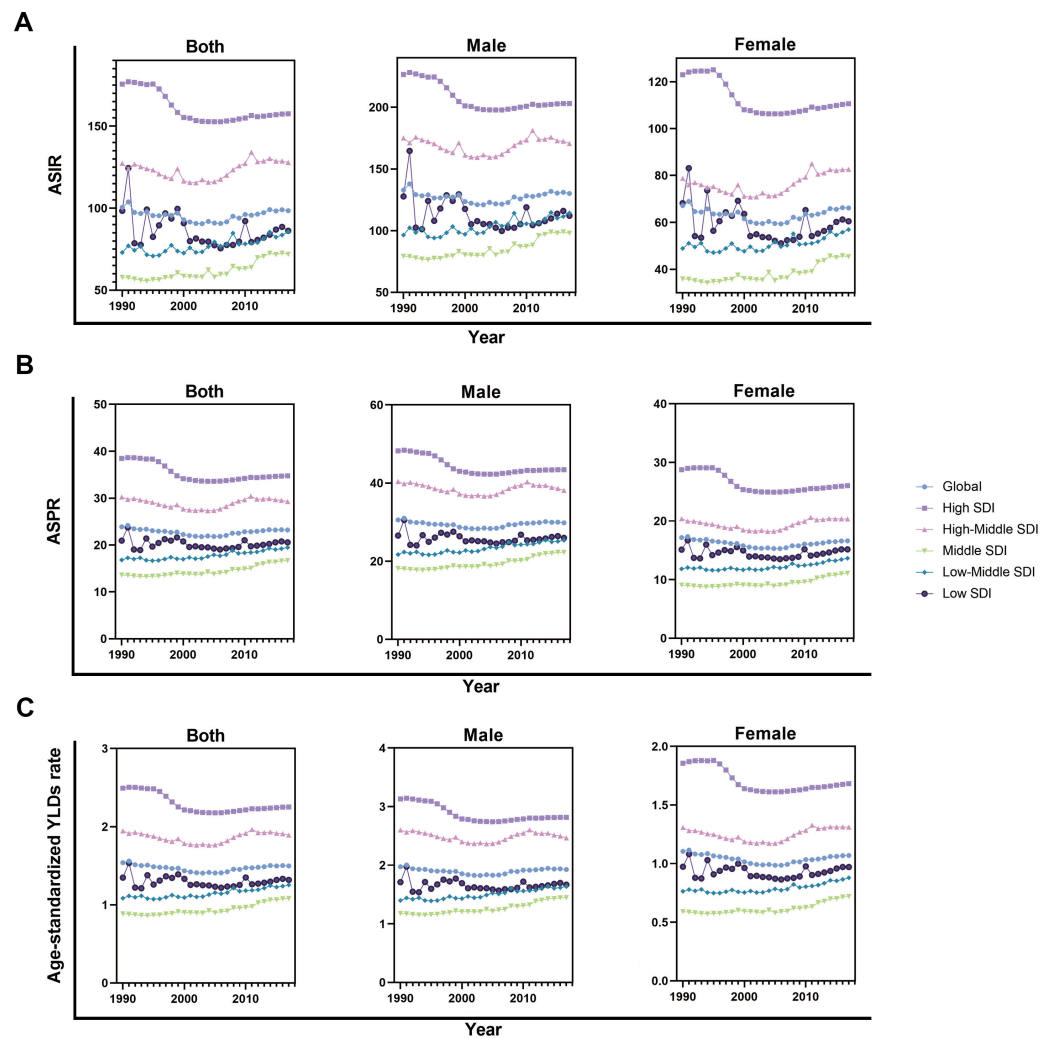 A
Both
Male
Female
ASIR
150
100
50
1990
2000
2010
200
150
100
50
1990
2000
2010
120
100
80
60
40
1990
2000
2010
Year
B
Both
Male
Female
ASPR
50
40
30
20
10
0
1990
2000
2010
60
40
20
0
1990
2000
2010
40
30
20
10
0
1990
2000
2010
Year
Global
High SDI
High-Middle SDI
Middle SDI
Low-Middle SDI
Low SDI
C
Both
Male
Female
Age-standardized YLDs rate
3
2
1
0
1990
2000
2010
4
3
2
1
0
1990
2000
2010
2.0
1.5
1.0
0.5
0.0
1990
2000
2010
Year